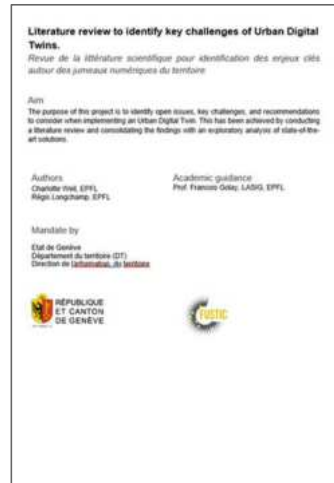 Literature review to identify key challenges of Urban Digital
Twins.
Revue de la littérature scientifique pour identification des enjeux clés
autour des jumeaux numériques du territoire
Aim
The purpose of this project is to identify open issues, key challenges, and recommendations
to consider when implementing an Urban Digital Twin. This has been achieved by conducting
a literature review and consolidating the findings with an exploratory analysis of state-of-the-
art solutions.
Authors
Charlotte Weil, EPFL
Régis Longchamp, EPFL
Academic guidance
Prof. Francois Golay, LASIG, EPFL
Mandate by
Etat de Genève
Département du territoire (DT)
Direction de l'information du territoire
RÉPUBLIQUE
ET CANTON
DE GENÈVE
FUSTIC